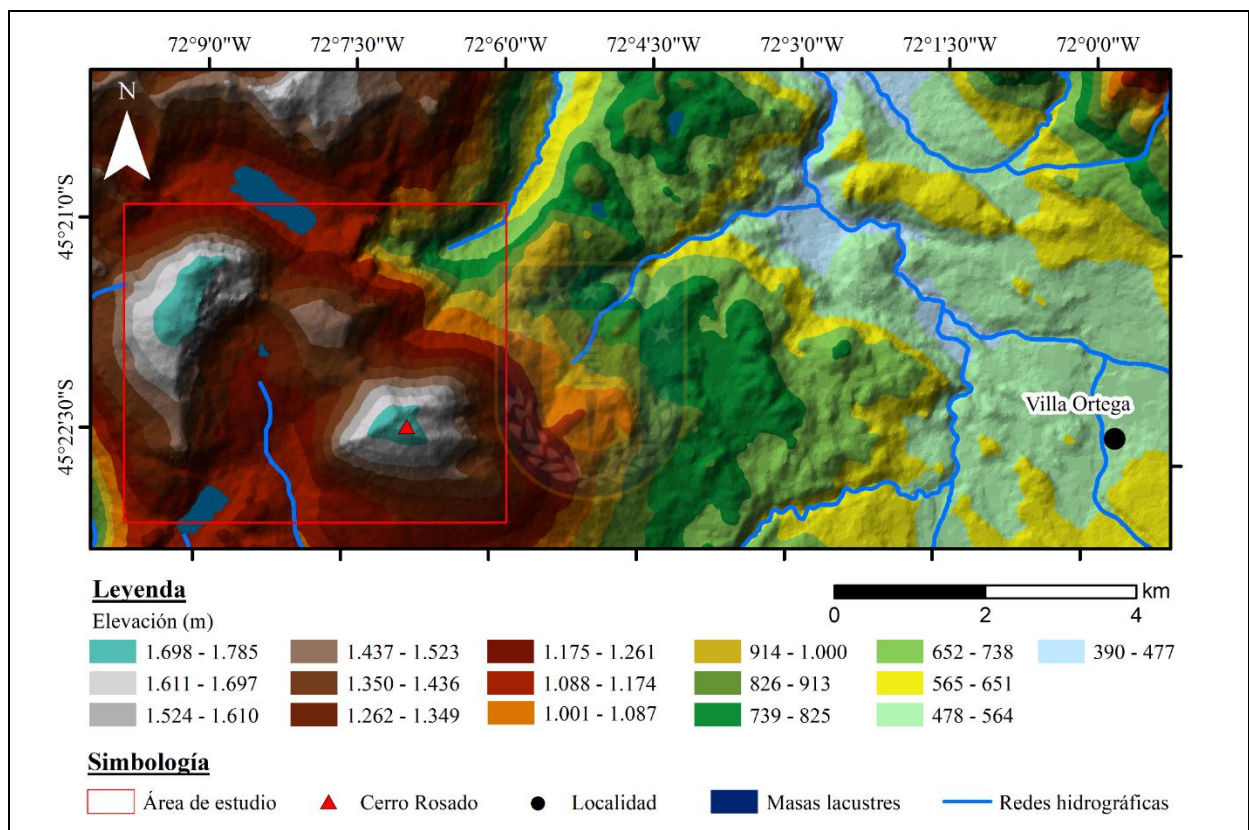 72°9'0"W 72°7'30"W 72°6'0"W 72°4'30"W 72°3'0"W 72°1'30"W 72°0'0"W
N
45°21'0"S
45°22'30"S
Villa Ortega
Leyenda
Elevación (m)
0 2 4 km
1.698 - 1.785 1.437 - 1.523 1.175 - 1.261 914 - 1.000 652 - 738 390 - 477
1.611 - 1.697 1.350 - 1.436 1.088 - 1.174 826 - 913 565 - 651
1.524 - 1.610 1.262 - 1.349 1.001 - 1.087 739 - 825 478 - 564
Simbología
Área de estudio Cerro Rosado Localidad Masas lacustres Redes hidrográficas